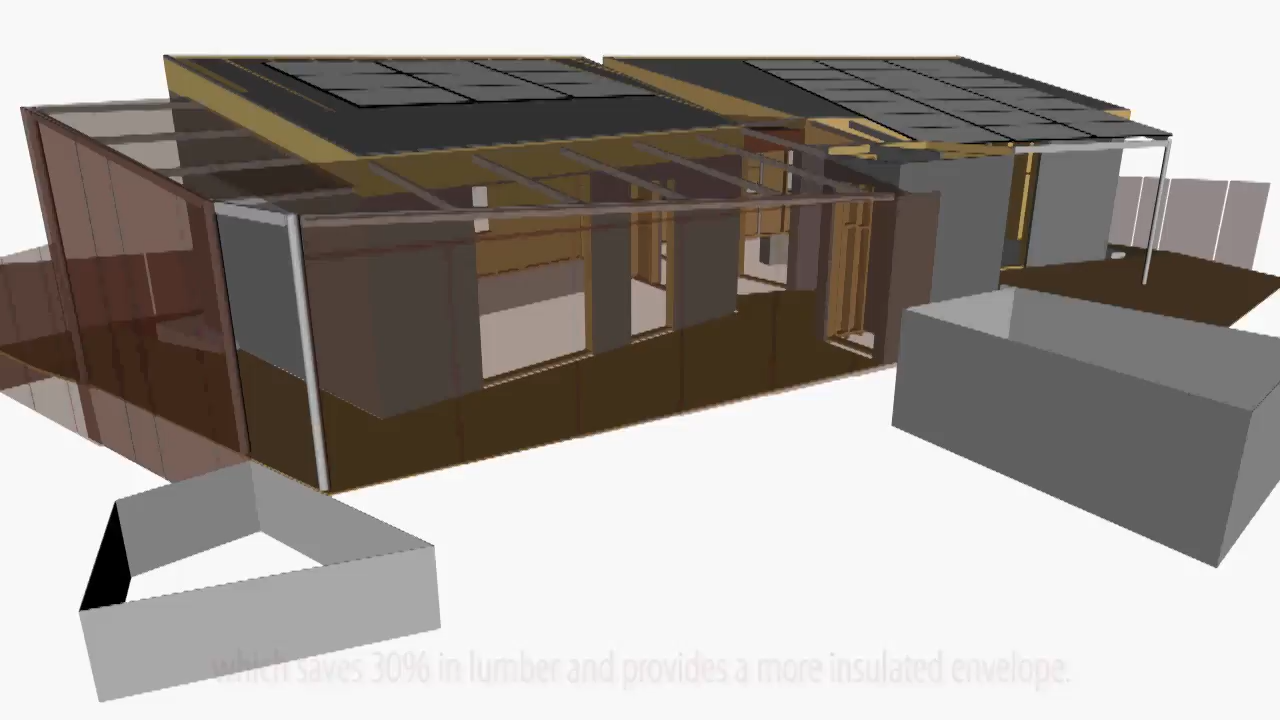 which saves 30% in lumber and provides a more insulated envelope.